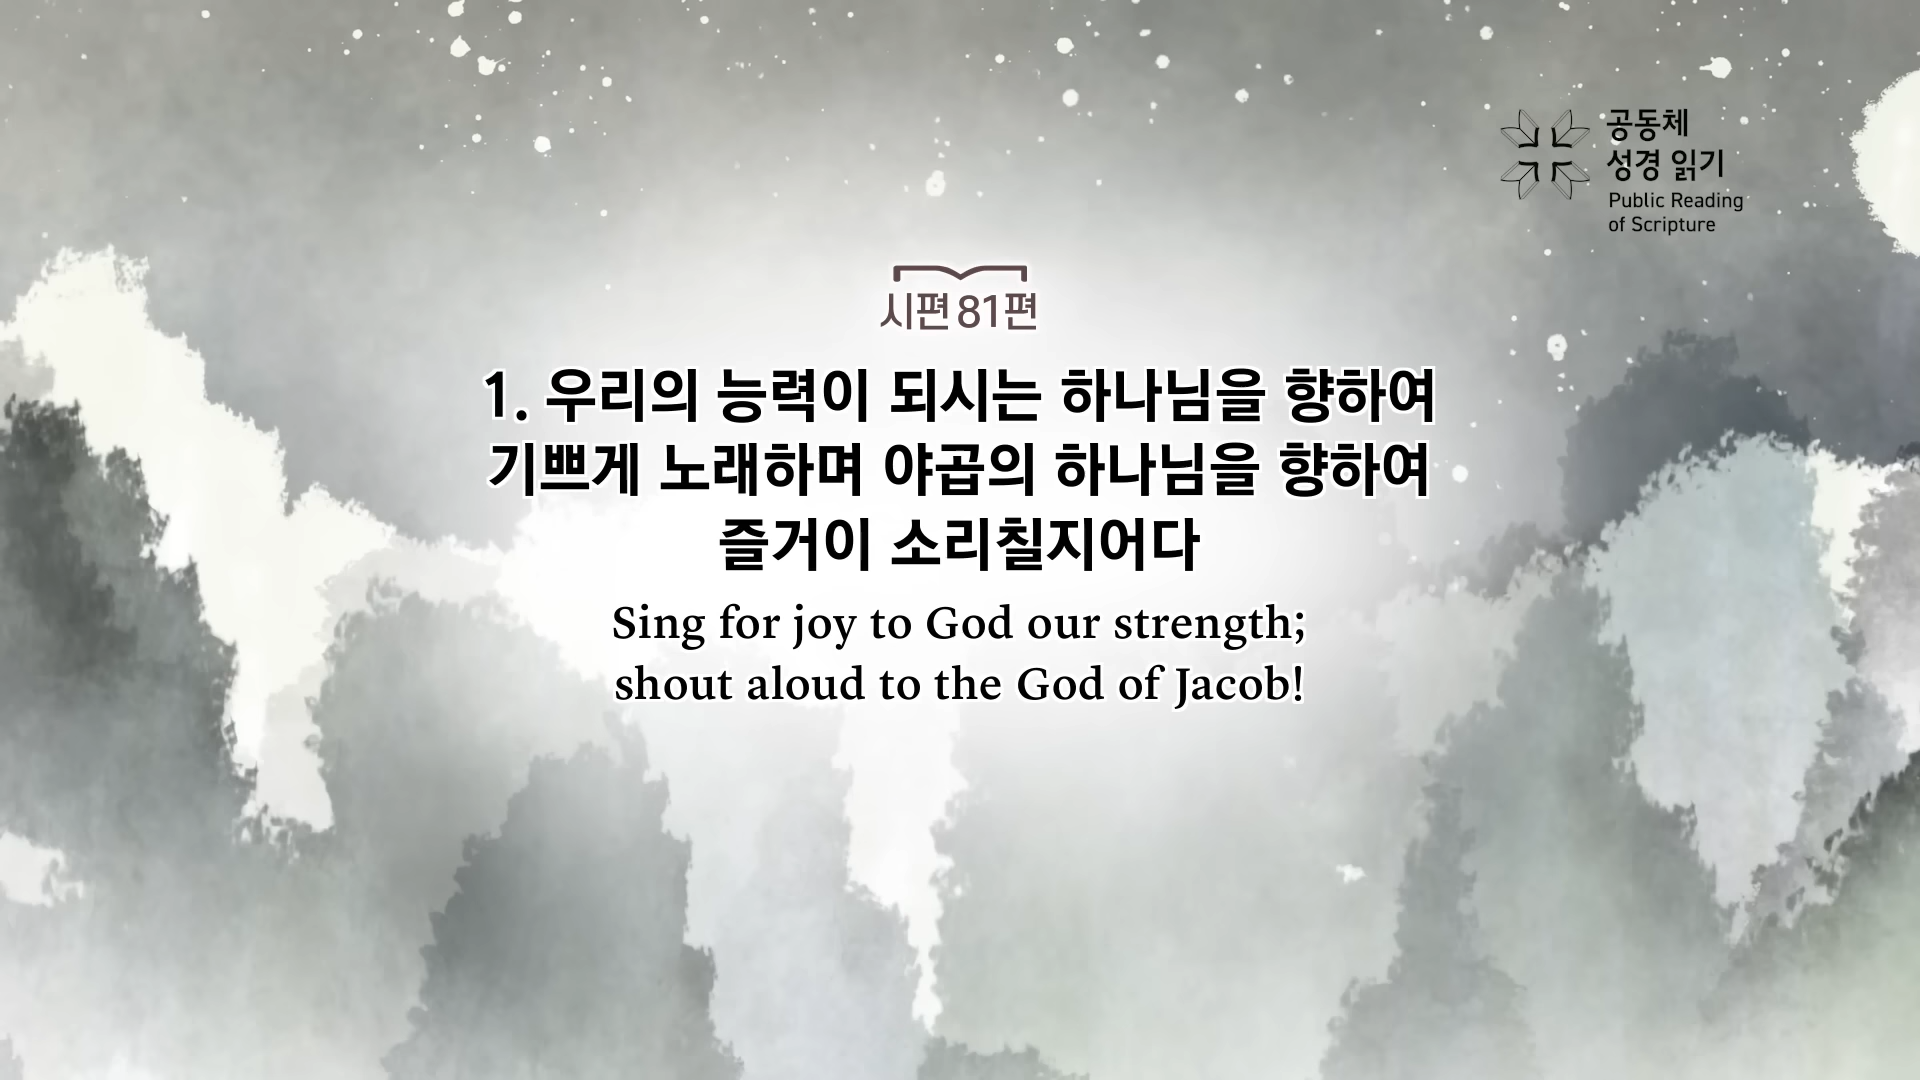 공동체
성경 읽기
Public Reading
of Scripture
시편 81편
1. 우리의 능력이 되시는 하나님을 향하여
기쁘게 노래하며 야곱의 하나님을 향하여
즐거이 소리칠지어다
Sing for joy to God our strength;
shout aloud to the God of Jacob!